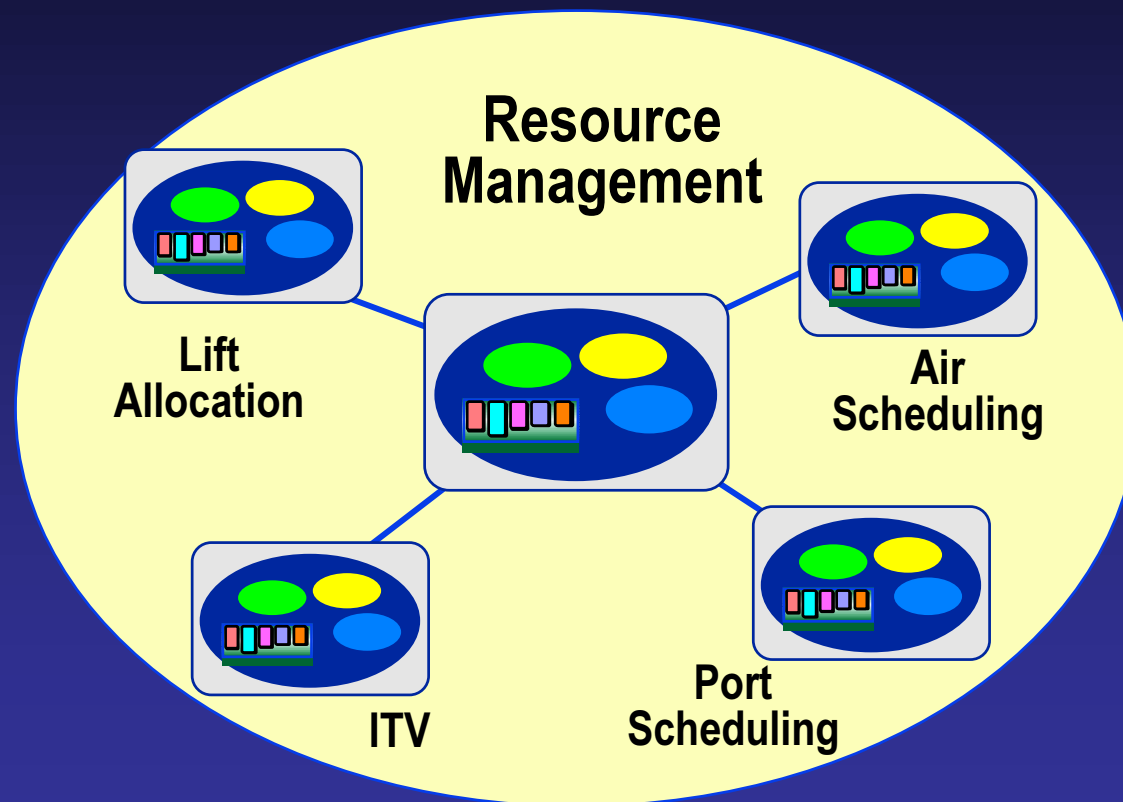 Resource
Management
Lift
Allocation
Air
Scheduling
ITV
Port
Scheduling